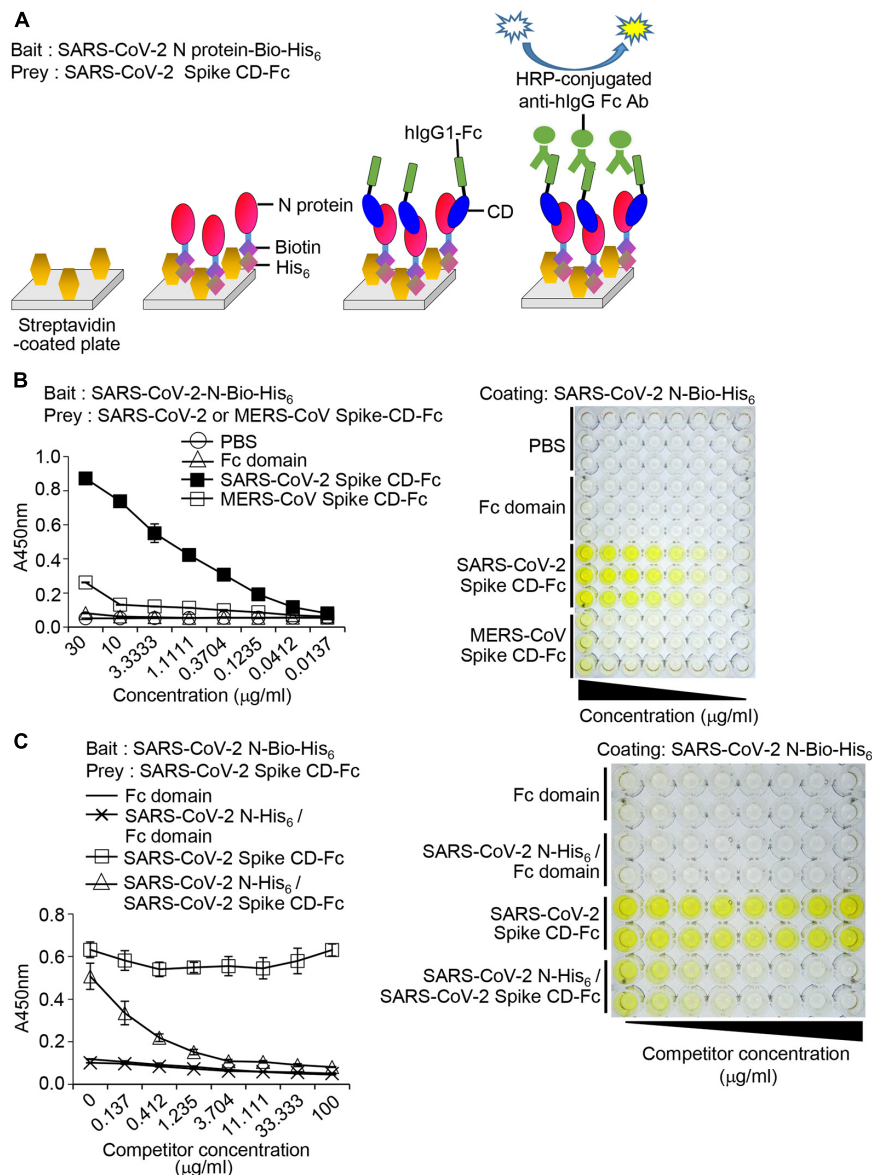 A
Bait : SARS-CoV-2 N protein-Bio-His6
Prey : SARS-CoV-2 Spike CD-Fc
HRP-conjugated
anti-hIgG Fc Ab
hIgG1-Fc
N protein
CD
Biotin
His6
Streptavidin
-coated plate
B
Bait : SARS-CoV-2-N-Bio-His6
Prey : SARS-CoV-2 or MERS-CoV Spike-CD-Fc
PBS
Fc domain
SARS-CoV-2 Spike CD-Fc
MERS-CoV Spike CD-Fc
A450nm
1.0
0.8
0.6
0.4
0.2
0.0
30
10
3.3333
1.1111
0.3704
0.1235
0.0412
0.0137
Concentration (μg/ml)
Coating: SARS-CoV-2 N-Bio-His6
PBS
Fc domain
SARS-CoV-2
Spike CD-Fc
MERS-CoV
Spike CD-Fc
Concentration (μg/ml)
C
Bait : SARS-CoV-2 N-Bio-His6
Prey : SARS-CoV-2 Spike CD-Fc
Fc domain
SARS-CoV-2 N-His6 /
Fc domain
SARS-CoV-2 Spike CD-Fc
SARS-CoV-2 N-His6 /
SARS-CoV-2 Spike CD-Fc
A450nm
0.8
0.6
0.4
0.2
0.0
0
0.137
0.412
1.235
3.704
11.111
33.333
100
Competitor concentration
(μg/ml)
Coating: SARS-CoV-2 N-Bio-His6
Fc domain
SARS-CoV-2 N-His6 /
Fc domain
SARS-CoV-2
Spike CD-Fc
SARS-CoV-2 N-His6 /
SARS-CoV-2 Spike CD-Fc
Competitor concentration
(μg/ml)